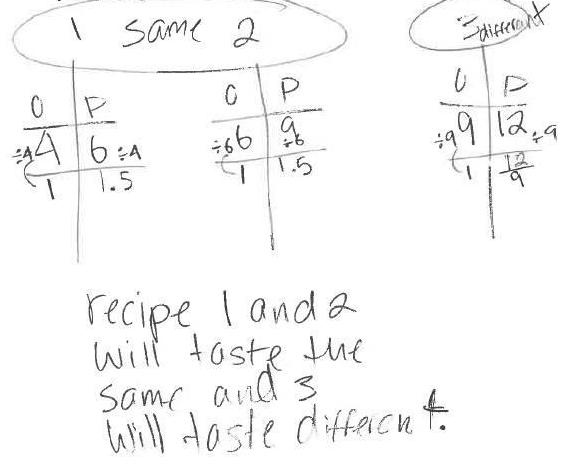 1 same 2
3 different
O P
4 6
÷4 ÷4
1 1.5
O P
6 9
÷6 ÷6
1 1.5
O P
9 12
÷9 ÷9
1 12/9
recipe 1 and 2
will taste the
same and 3
will taste different.